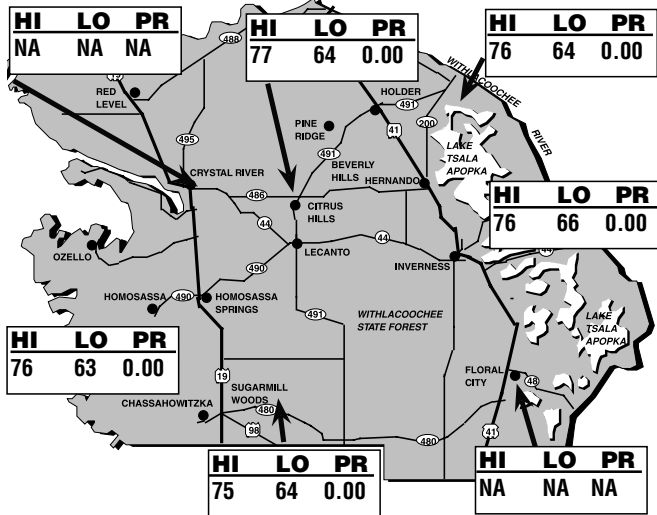 HI LO PR
NA NA NA
HI LO PR
77 64 0.00
HI LO PR
76 64 0.00
488
WITHLACOOCHEE
RIVER
19
RED
LEVEL
HOLDER
491
PINE
RIDGE
41
200
495
491
BEVERLY
HILLS
LAKE
TSALA
APOPKA
CRYSTAL RIVER
HERNANDO
486
HI LO PR
76 66 0.00
CITRUS
HILLS
44
44
44
OZELLO
LECANTO
INVERNESS
490
HOMOSASSA
490
HOMOSASSA
SPRINGS
491
WITHLACOOCHEE
STATE FOREST
LAKE
TSALA
APOPKA
HI LO PR
76 63 0.00
19
SUGARMILL
WOODS
FLORAL
CITY
48
CHASSAHOWITZKA
480
98
480
41
HI LO PR
75 64 0.00
HI LO PR
NA NA NA